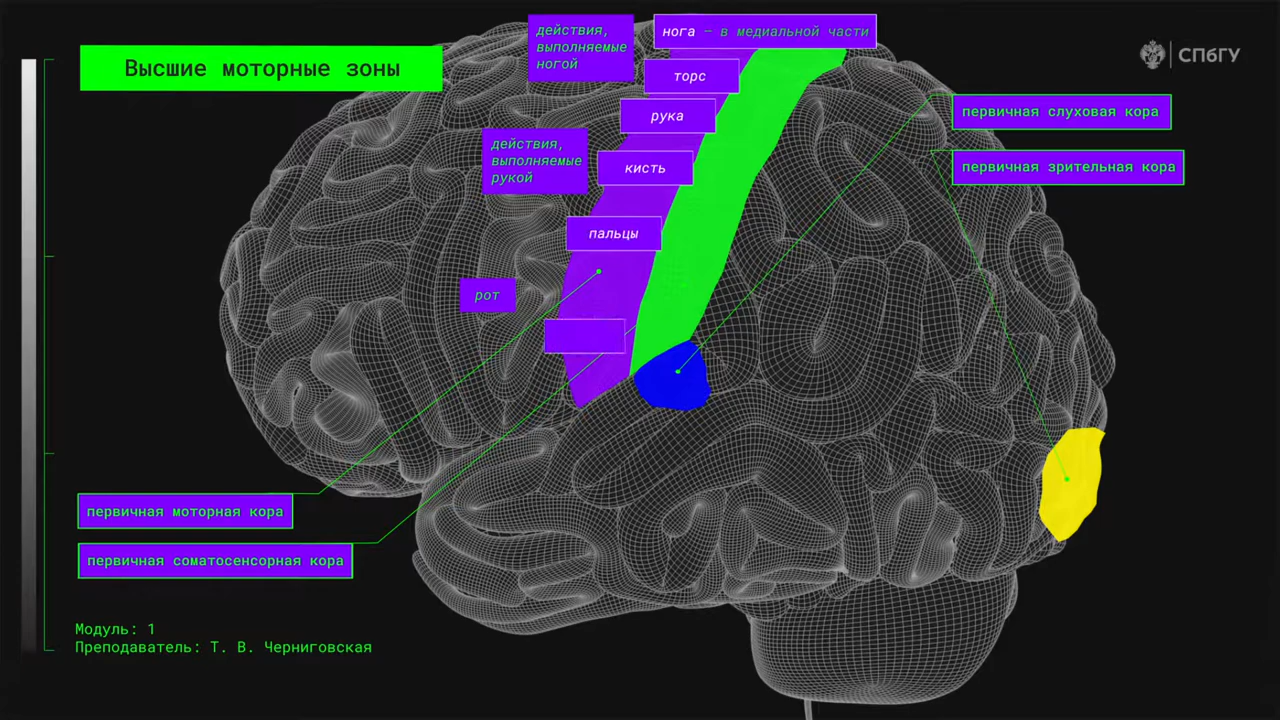 Высшие моторные зоны
действия,
выполняемые
ногой
нога – в медиальной части
СПбГУ
торс
рука
первичная слуховая кора
действия,
выполняемые
рукой
кисть
первичная зрительная кора
пальцы
рот
первичная моторная кора
первичная соматосенсорная кора
Модуль: 1
Преподаватель: Т. В. Черниговская